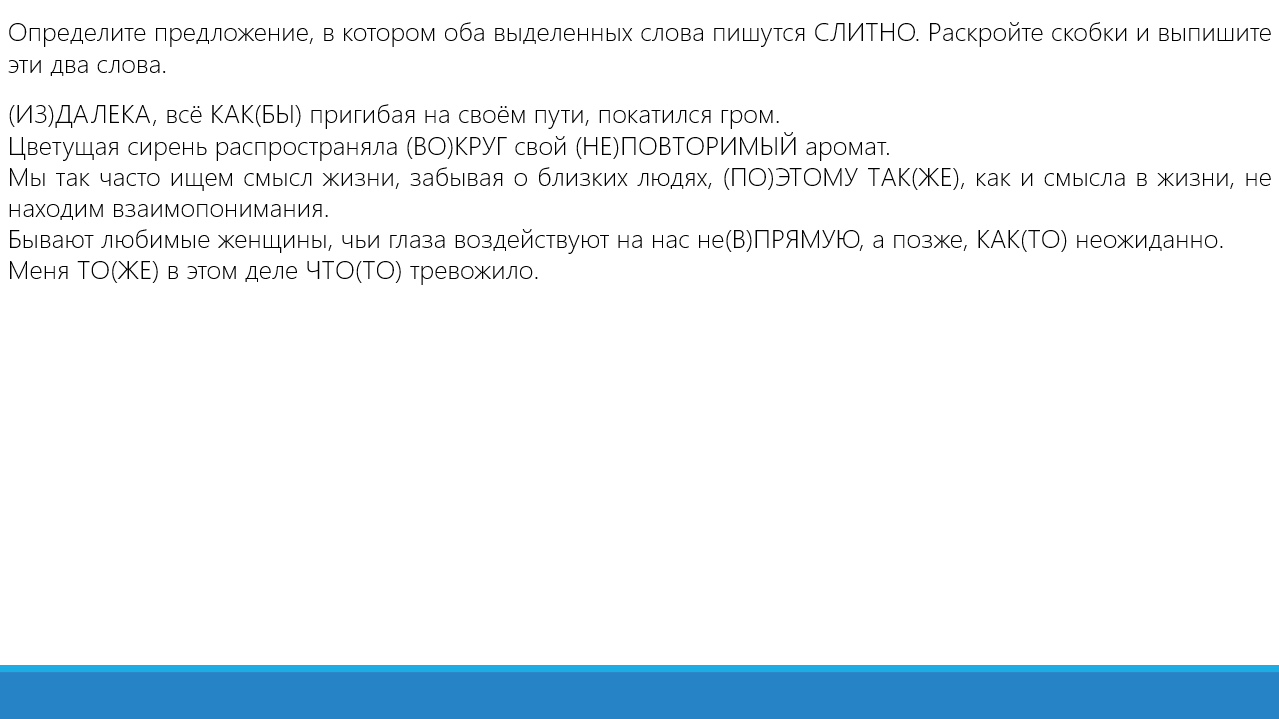 Определите предложение, в котором оба выделенных слова пишутся СЛИТНО. Раскройте скобки и выпишите
эти два слова.
(ИЗ)ДАЛЕКА, всё КАК(БЫ) пригибая на своём пути, покатился гром.
Цветущая сирень распространяла (ВО)КРУГ свой (НЕ)ПОВТОРИМЫЙ аромат.
Мы так часто ищем смысл жизни, забывая о близких людях, (ПО)ЭТОМУ ТАК(ЖЕ), как и смысла в жизни, не
находим взаимопонимания.
Бывают любимые женщины, чьи глаза воздействуют на нас не(В)ПРЯМУЮ, а позже, КАК(ТО) неожиданно.
Меня ТО(ЖЕ) в этом деле ЧТО(ТО) тревожило.